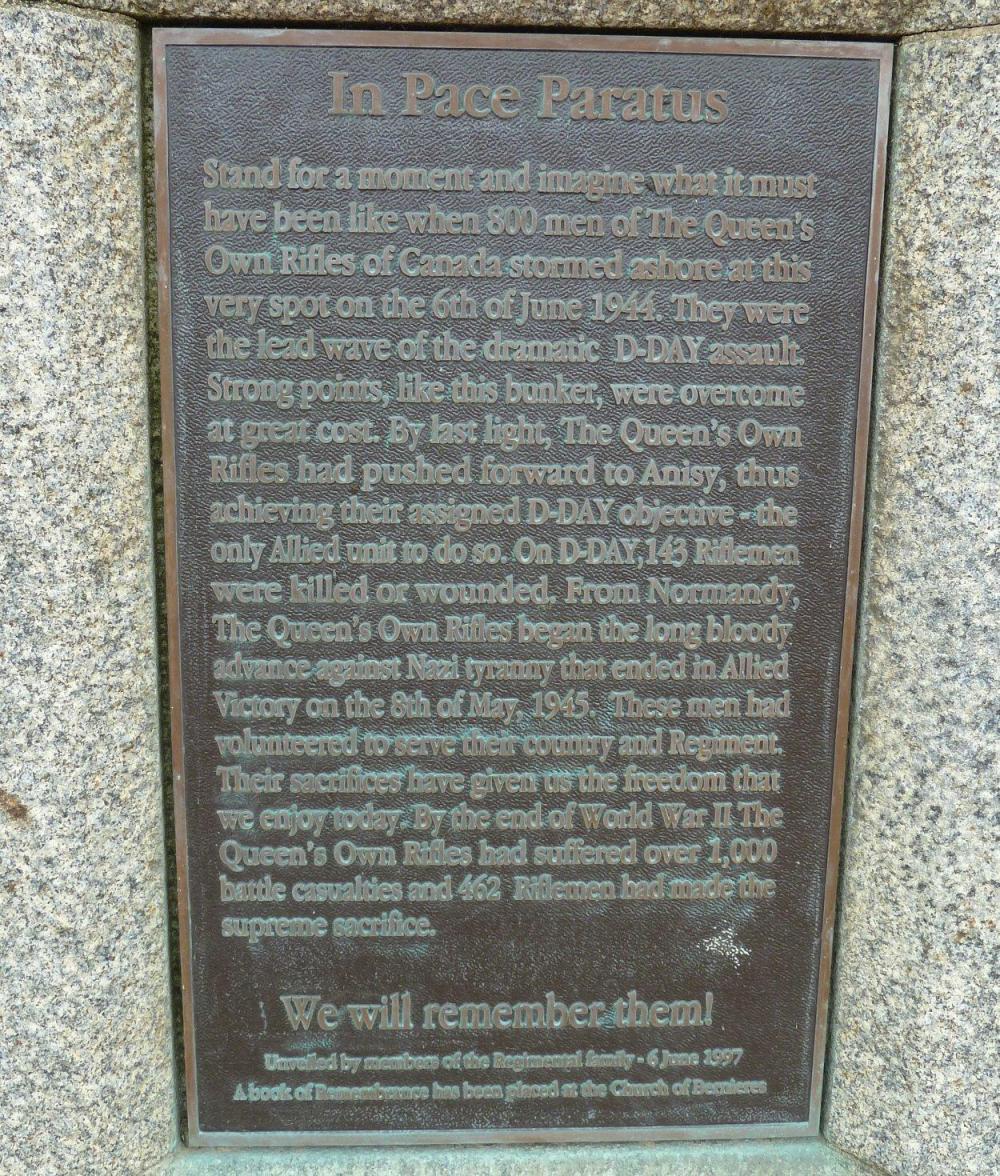 In Pace Paratus
Stand for a moment and imagine what it must
have been like when 800 men of The Queen's
Own Rifles of Canada stormed ashore at this
very spot on the 6th of June 1944. They were
the lead wave of the dramatic D-DAY assault.
Strong points, like this bunker, were overcome
at great cost. By last light, The Queen's Own
Rifles had pushed forward to Anisy, thus
achieving their assigned D-DAY objective - the
only Allied unit to do so. On D-DAY, 143 Riflemen
were killed or wounded. From Normandy,
The Queen's Own Rifles began the long bloody
advance against Nazi tyranny that ended in Allied
Victory on the 8th of May, 1945. These men had
volunteered to serve their country and Regiment.
Their sacrifices have given us the freedom that
we enjoy today. By the end of World War II The
Queen's Own Rifles had suffered over 1,000
battle casualties and 462 Riflemen had made the
supreme sacrifice.
We will remember them!
Unveiled by members of the Regimental family - 6 June 1997
A book of Remembrance has been placed at the Church of Bernieres